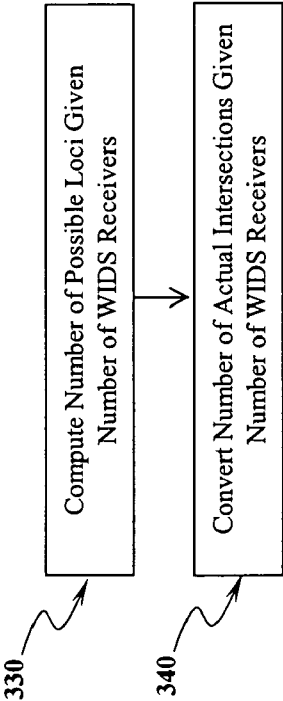 330
Compute Number of Possible Loci Given
Number of WIDS Receivers
340
Convert Number of Actual Intersections Given
Number of WIDS Receivers